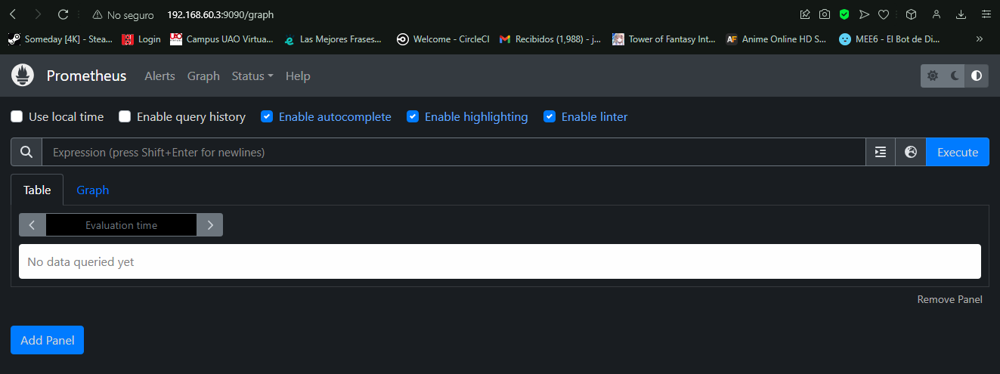 No seguro 192.168.60.3:9090/graph
Someday [4K] - Stea... Login Campus UAO Virtua... Las Mejores Frases... Welcome - CircleCI Recibidos (1,988) - j... Tower of Fantasy Int... Anime Online HD S... MEE6 - El Bot de Di... »
Prometheus Alerts Graph Status Help
Use local time Enable query history Enable autocomplete Enable highlighting Enable linter
Expression (press Shift+Enter for newlines) Execute
Table Graph
Evaluation time
No data queried yet
Remove Panel
Add Panel